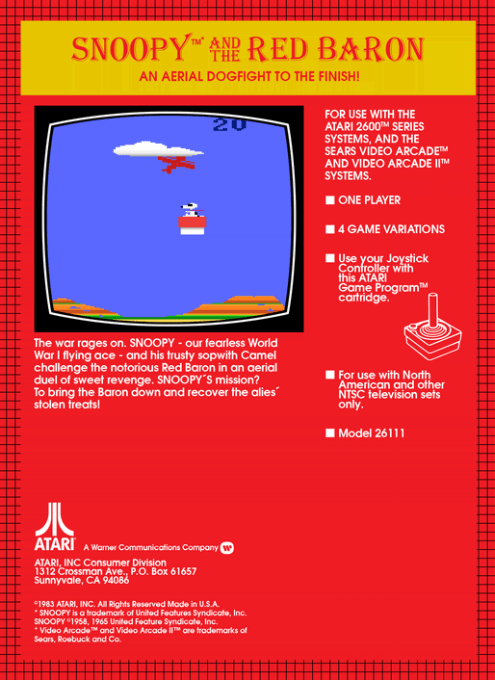 SNOOPY™ AND THE RED BARON
AN AERIAL DOGFIGHT TO THE FINISH!
20
The war rages on. SNOOPY - our fearless World
War I flying ace - and his trusty sopwith Camel
challenge the notorious Red Baron in an aerial
duel of sweet revenge. SNOOPY´S mission?
To bring the Baron down and recover the alies´
stolen treats!
FOR USE WITH THE
ATARI 2600™ SERIES
SYSTEMS, AND THE
SEARS VIDEO ARCADE™
AND VIDEO ARCADE II™
SYSTEMS.
ONE PLAYER
4 GAME VARIATIONS
Use your Joystick
Controller with
this ATARI
Game Program™
cartridge.
For use with North
American and other
NTSC television sets
only.
Model 26111
ATARI®
A Warner Communications Company
ATARI, INC Consumer Division
1312 Crossman Ave., P.O. Box 61657
Sunnyvale, CA 94086
©1983 ATARI, INC. All Rights Reserved Made in U.S.A.
* SNOOPY is a trademark of United Features Syndicate, Inc.
SNOOPY ©1958, 1965 United Feature Syndicate, Inc.
* Video Arcade™ and Video Arcade II™ are trademarks of
Sears, Roebuck and Co.